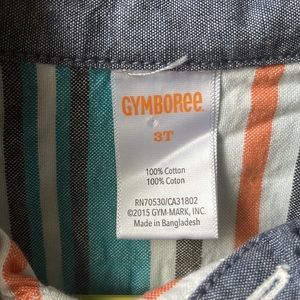 GYMBOREE
3T
100% Cotton
100% Coton
RN70530/CA31802
©2015 GYM-MARK, INC.
Made in Bangladesh